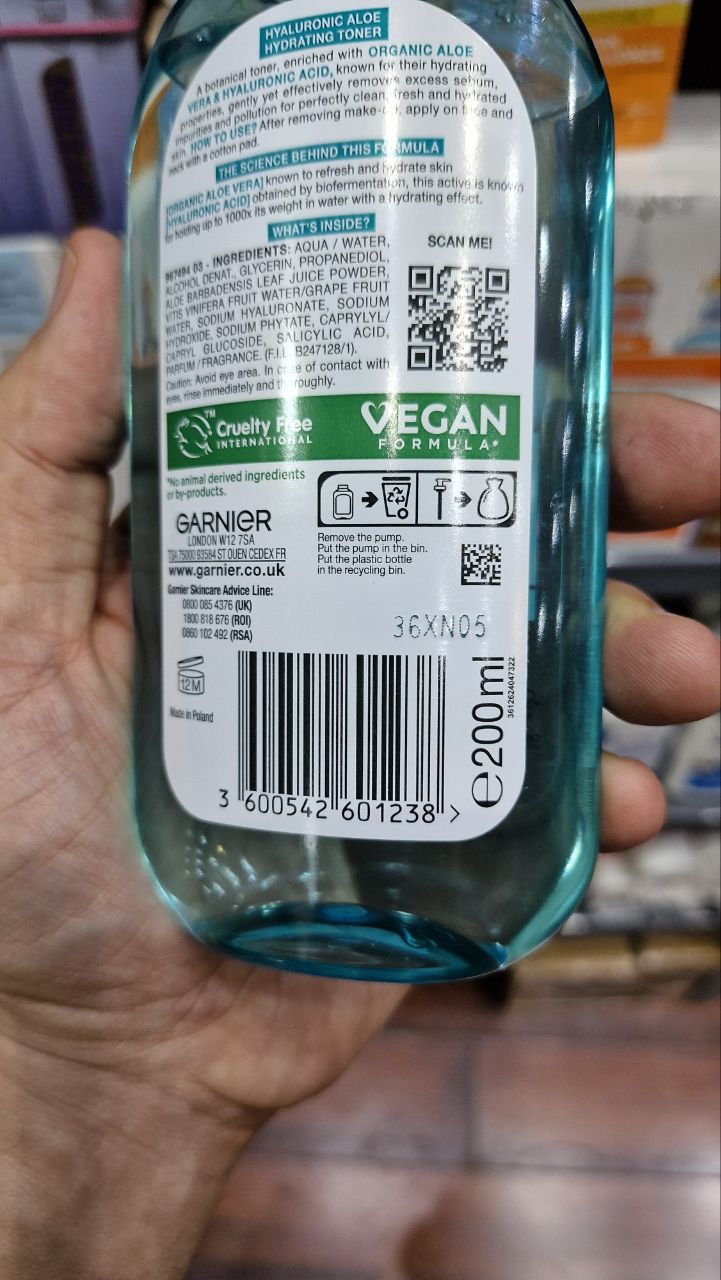 HYALURONIC ALOE
HYDRATING TONER
A botanical toner, enriched with ORGANIC ALOE
VERA & HYALURONIC ACID, known for their hydrating
properties, gently yet effectively removes excess sebum,
impurities and pollution for perfectly clean, fresh and hydrated
skin. HOW TO USE? After removing make-up, apply on face and
neck with a cotton pad.
THE SCIENCE BEHIND THIS FORMULA
[ORGANIC ALOE VERA] known to refresh and hydrate skin
[HYALURONIC ACID] obtained by biofermentation, this active is known
for holding up to 1000x its weight in water with a hydrating effect.
WHAT'S INSIDE?
SCAN ME!
03 - INGREDIENTS: AQUA / WATER,
ALCOHOL DENAT., GLYCERIN, PROPANEDIOL,
ALOE BARBADENSIS LEAF JUICE POWDER,
VITIS VINIFERA FRUIT WATER/GRAPE FRUIT
WATER, SODIUM HYALURONATE, SODIUM
HYDROXIDE, SODIUM PHYTATE, CAPRYLYL/
CAPRYL GLUCOSIDE, SALICYLIC ACID,
PARFUM / FRAGRANCE. (F.I.L. B247128/1).
Caution: Avoid eye area. In case of contact with
eyes, rinse immediately and thoroughly.
Cruelty Free™
INTERNATIONAL
VEGAN
FORMULA*
*No animal derived ingredients
or by-products.
GARNIER
LONDON W12 7SA
TSA 75000 93584 ST OUEN CEDEX FR
www.garnier.co.uk
Remove the pump.
Put the pump in the bin.
Put the plastic bottle
in the recycling bin.
Garnier Skincare Advice Line:
0800 085 4376 (UK)
1800 818 676 (ROI)
0860 102 492 (RSA)
36XN05
12M
Made in Poland
3 600542 601238 >
℮200ml
3612624047322